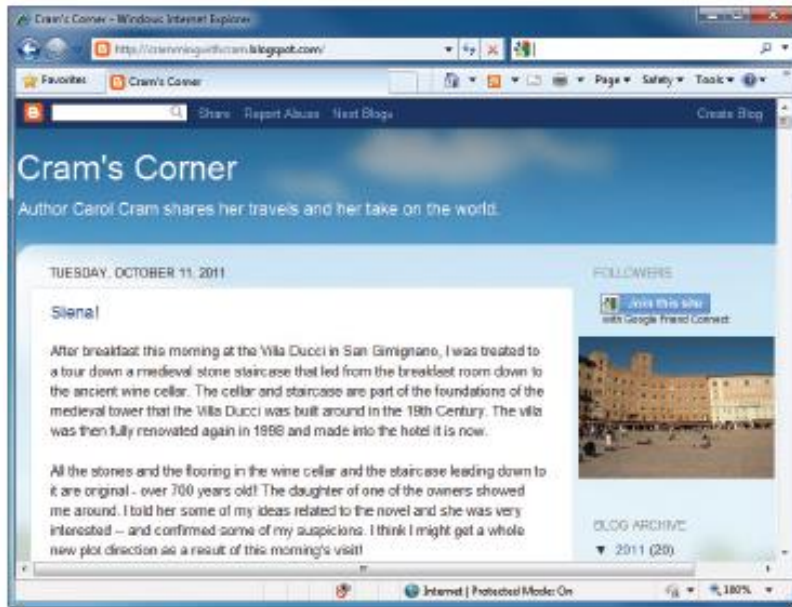 Cram's Corner - Windows Internet Explorer
http://crammingwithcram.blogspot.com/
Favorites Cram's Corner Page Safety Tools
Share Report Abuse Next Blog» Create Blog
Cram's Corner
Author Carol Cram shares her travels and her take on the world.
TUESDAY, OCTOBER 11, 2011
Siena!
After breakfast this morning at the Villa Ducci in San Gimignano, I was treated to
a tour down a medieval stone staircase that led from the breakfast room down to
the ancient wine cellar. The cellar and staircase are part of the foundations of the
medieval tower that the Villa Ducci was built around in the 19th Century. The villa
was then fully renovated again in 1998 and made into the hotel it is now.
All the stones and the flooring in the wine cellar and the staircase leading down to
it are original - over 700 years old! The daughter of one of the owners showed
me around. I told her some of my ideas related to the novel and she was very
interested -- and confirmed some of my suspicions. I think I might get a whole
new plot direction as a result of this morning's visit!
FOLLOWERS
Join this site
with Google Friend Connect
BLOG ARCHIVE
▼ 2011 (20)
Internet | Protected Mode: On 100%